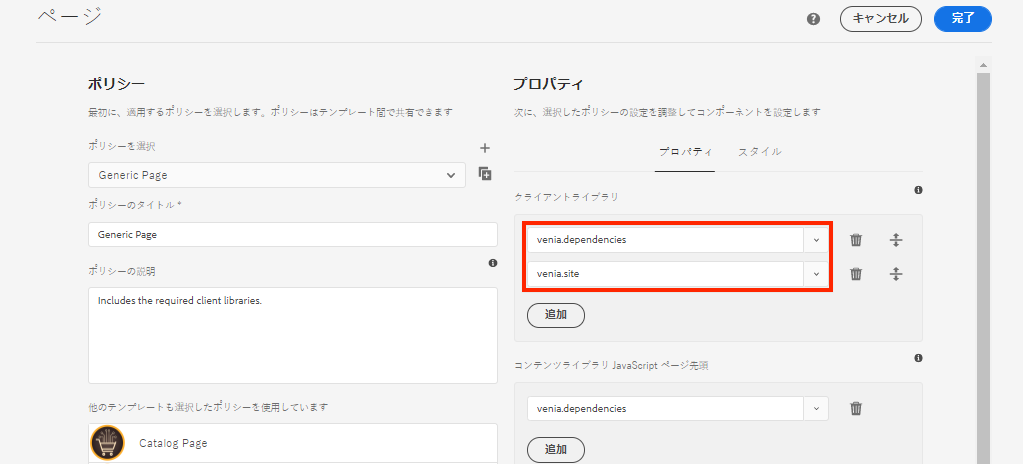 ページ
キャンセル
完了
ポリシー
最初に、適用するポリシーを選択します。ポリシーはテンプレート間で共有できます
ポリシーを選択
Generic Page
ポリシーのタイトル *
Generic Page
ポリシーの説明
Includes the required client libraries.
他のテンプレートも選択したポリシーを使用しています
Catalog Page
プロパティ
次に、選択したポリシーの設定を調整してコンポーネントを設定します
プロパティ
スタイル
クライアントライブラリ
venia.dependencies
venia.site
追加
コンテンツライブラリ JavaScript ページ先頭
venia.dependencies
追加